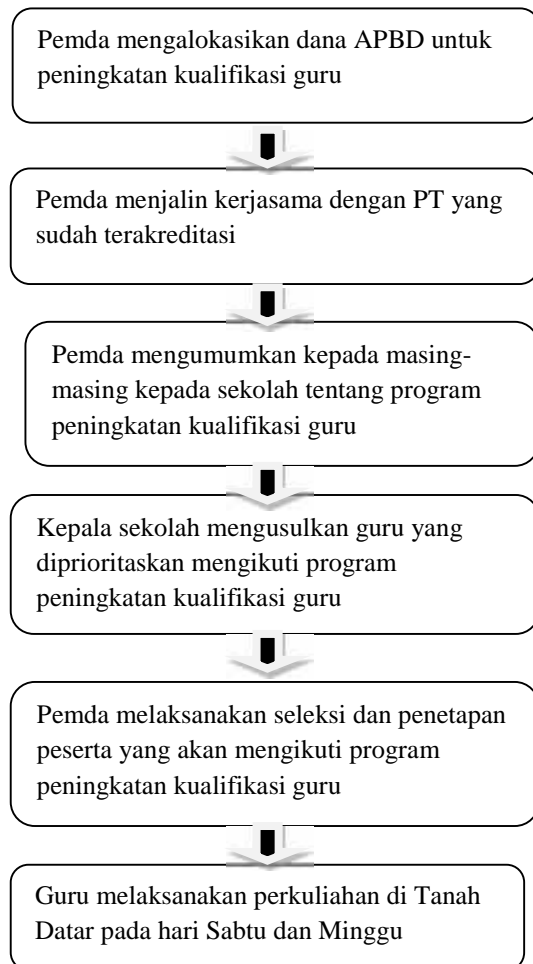 Pemda mengalokasikan dana APBD untuk
peningkatan kualifikasi guru
Pemda menjalin kerjasama dengan PT yang
sudah terakreditasi
Pemda mengumumkan kepada masing-
masing kepada sekolah tentang program
peningkatan kualifikasi guru
Kepala sekolah mengusulkan guru yang
diprioritaskan mengikuti program
peningkatan kualifikasi guru
Pemda melaksanakan seleksi dan penetapan
peserta yang akan mengikuti program
peningkatan kualifikasi guru
Guru melaksanakan perkuliahan di Tanah
Datar pada hari Sabtu dan Minggu